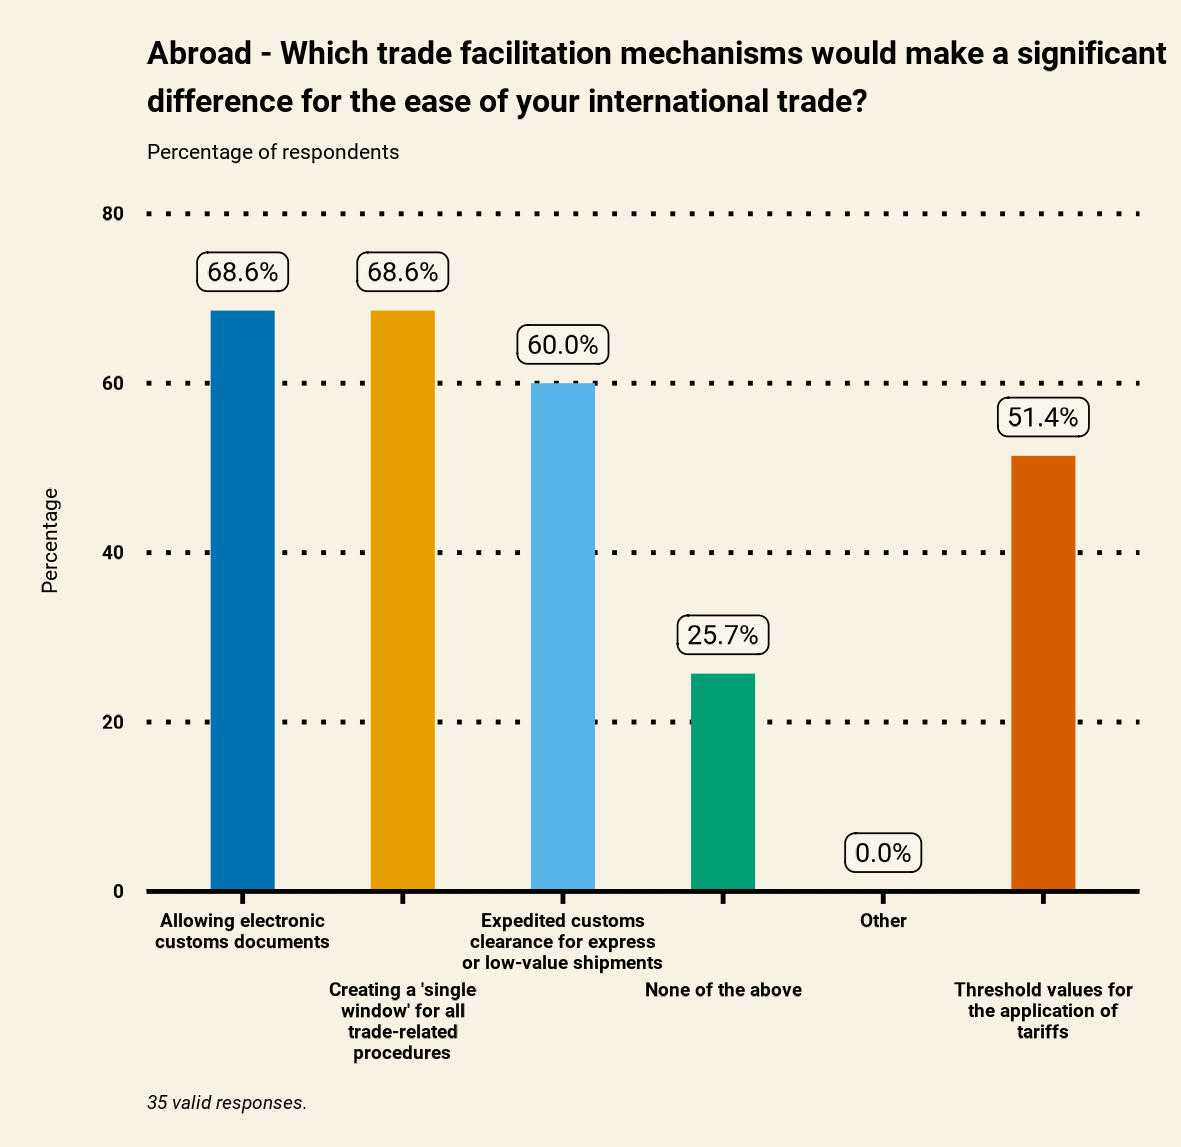 Abroad - Which trade facilitation mechanisms would make a significant
difference for the ease of your international trade?
Percentage of respondents
80
68.6%
68.6%
60.0%
60
51.4%
Percentage
40
25.7%
20
0.0%
0
Allowing electronic
customs documents
Creating a 'single
window' for all
trade-related
procedures
Expedited customs
clearance for express
or low-value shipments
None of the above
Other
Threshold values for
the application of
tariffs
35 valid responses.